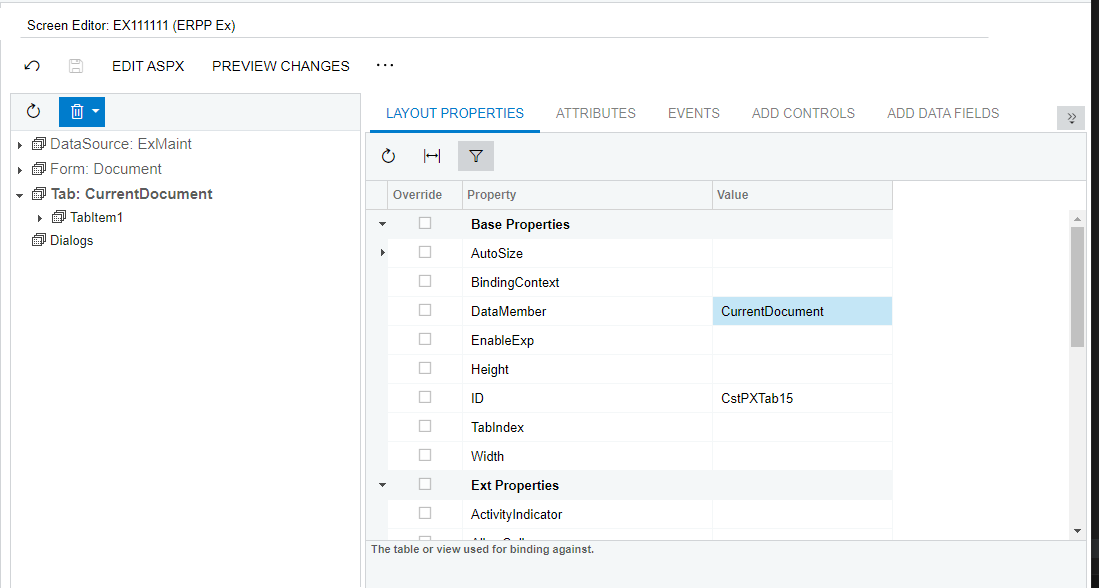 Screen Editor: EX111111 (ERPP Ex)
EDIT ASPX PREVIEW CHANGES ...
LAYOUT PROPERTIES ATTRIBUTES EVENTS ADD CONTROLS ADD DATA FIELDS
DataSource: ExMaint
Form: Document
Tab: CurrentDocument
TabItem1
Dialogs
Override Property Value
Base Properties
AutoSize
BindingContext
DataMember CurrentDocument
EnableExp
Height
ID CstPXTab15
TabIndex
Width
Ext Properties
ActivityIndicator
The table or view used for binding against.